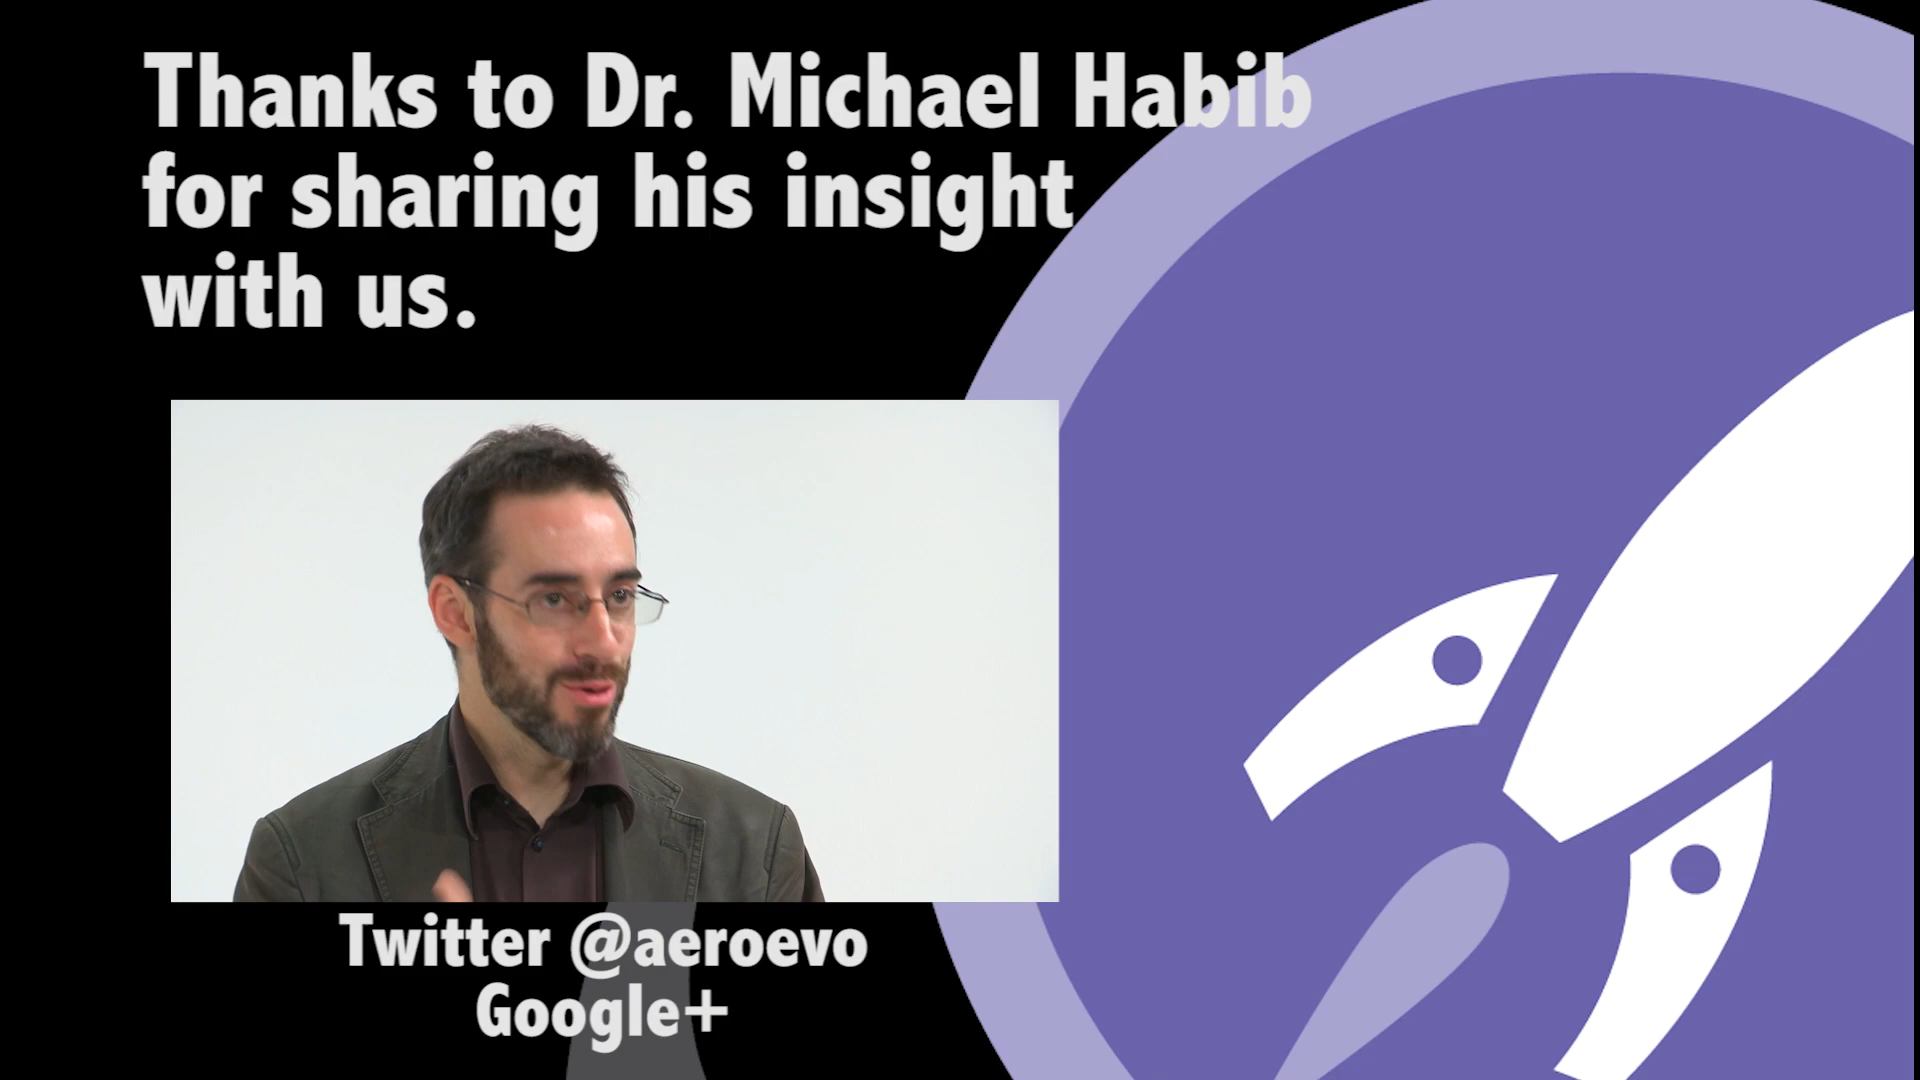 Thanks to Dr. Michael Habib
for sharing his insight
with us.
Twitter @aeroevo
Google+